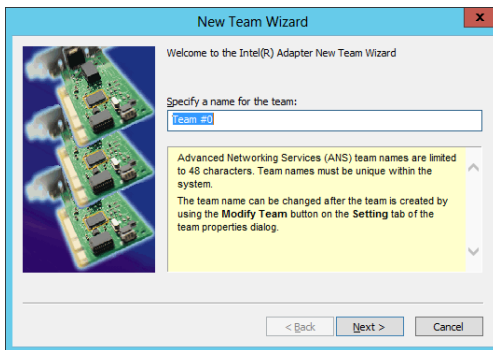 New Team Wizard
x
Welcome to the Intel(R) Adapter New Team Wizard
Specify a name for the team:
Team #0
Advanced Networking Services (ANS) team names are limited
to 48 characters. Team names must be unique within the
system.
The team name can be changed after the team is created by
using the Modify Team button on the Setting tab of the
team properties dialog.
< Back
Next >
Cancel